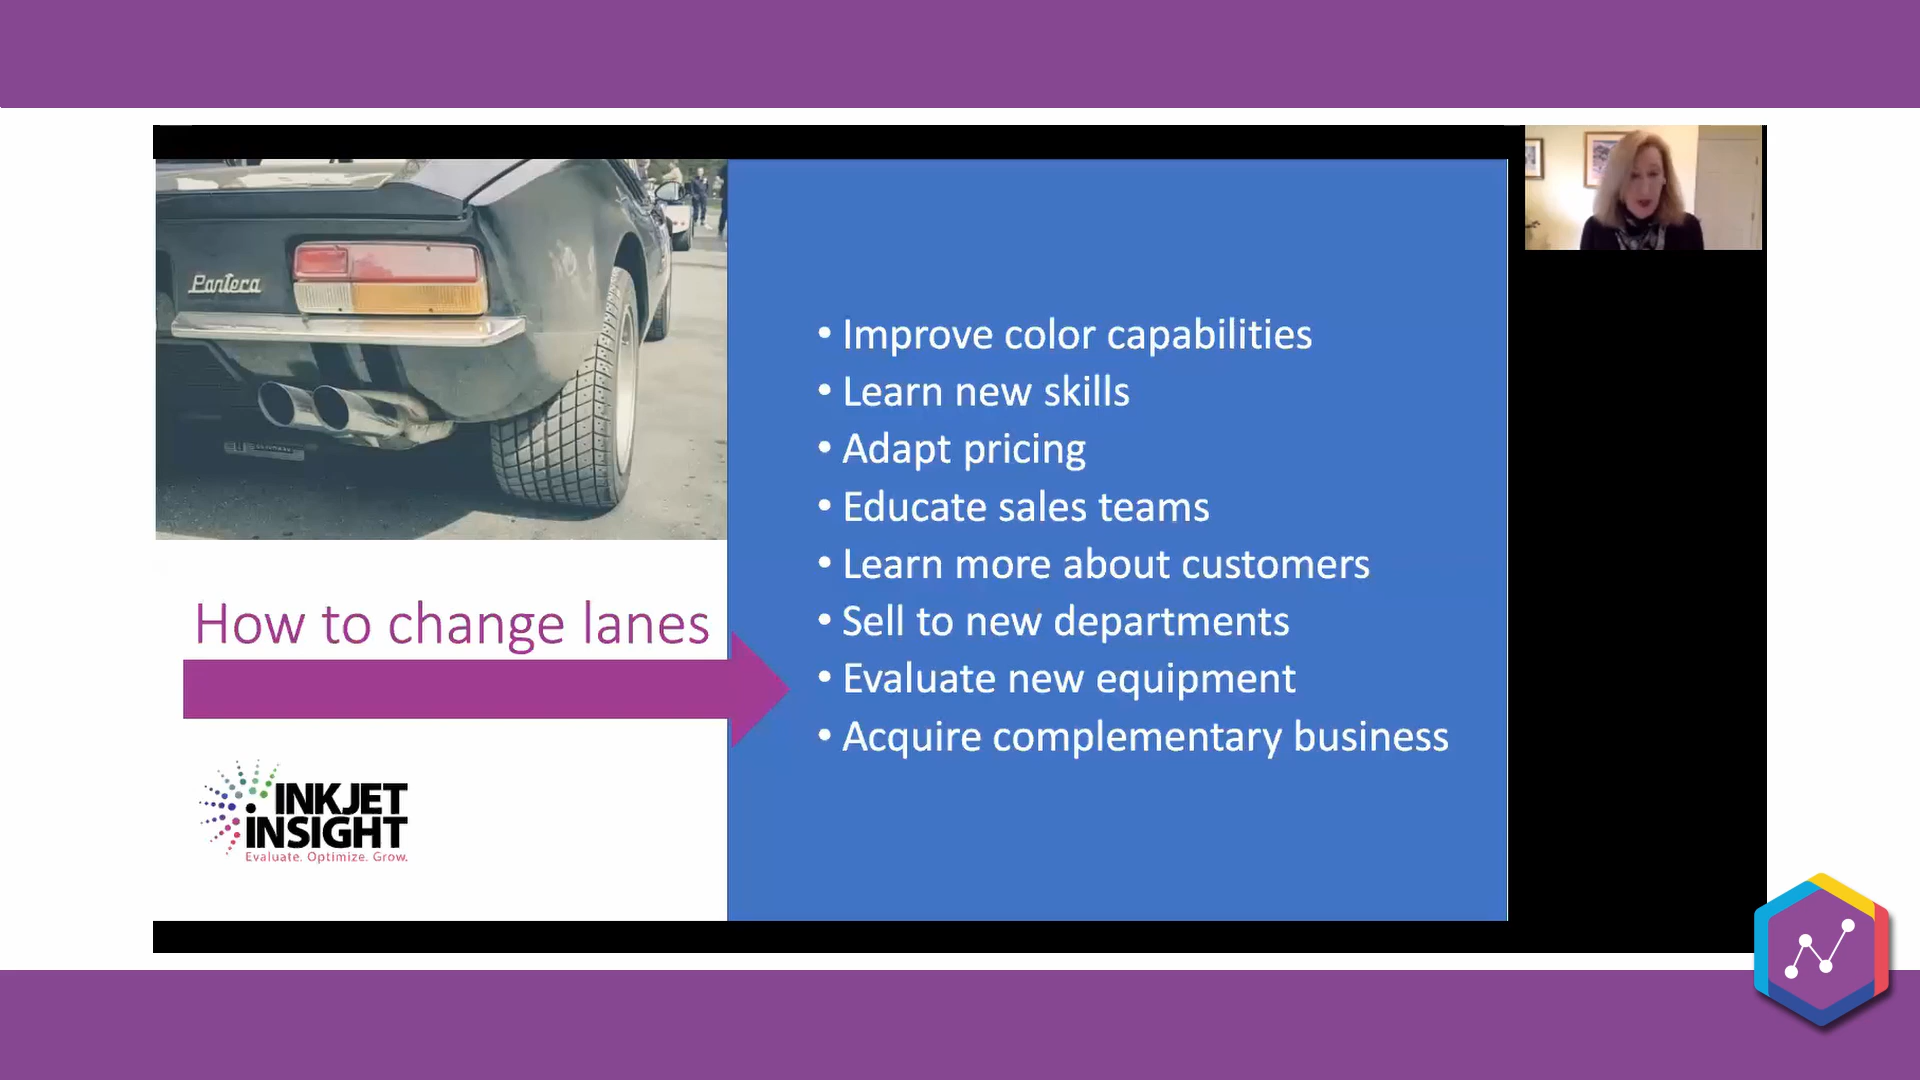 Pantera
How to change lanes
INKJET
INSIGHT
Evaluate. Optimize. Grow.
• Improve color capabilities
• Learn new skills
• Adapt pricing
• Educate sales teams
• Learn more about customers
• Sell to new departments
• Evaluate new equipment
• Acquire complementary business